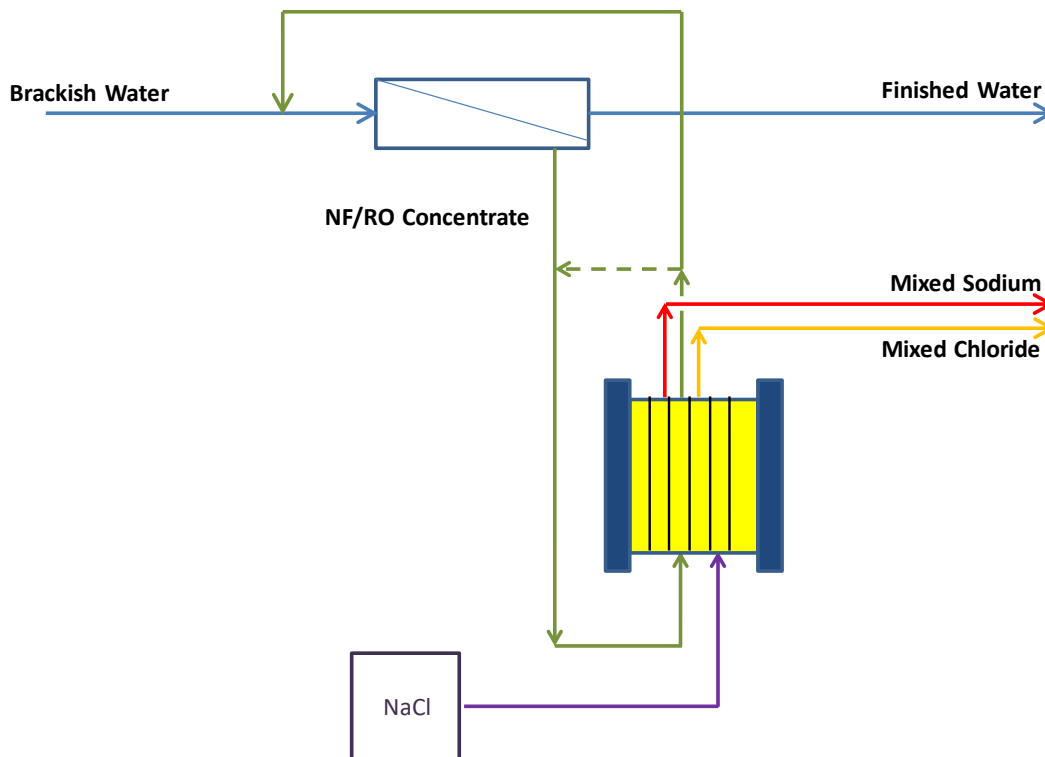 Brackish Water
Finished Water
NF/RO Concentrate
Mixed Sodium
Mixed Chloride
NaCl